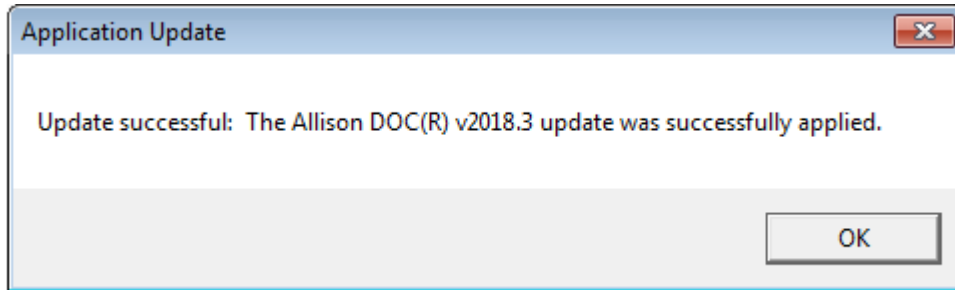 Application Update
Update successful:  The Allison DOC(R) v2018.3 update was successfully applied.
OK